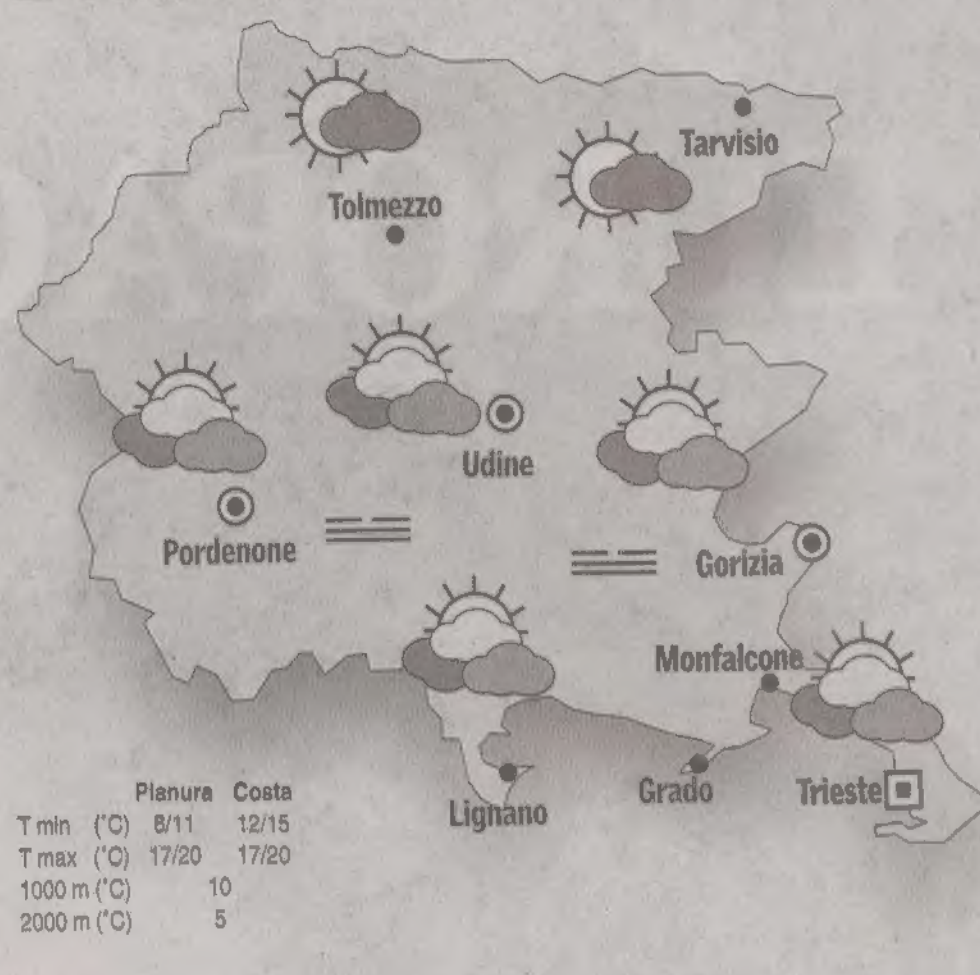 Tarvisio
Tolmezzo
Udine
Pordenone
Gorizia
Monfalcone
Grado
Trieste
Lignano
Pianura Costa
T min (°C) 8/11 12/15
T max (°C) 17/20 17/20
1000 m (°C) 10
2000 m (°C) 5